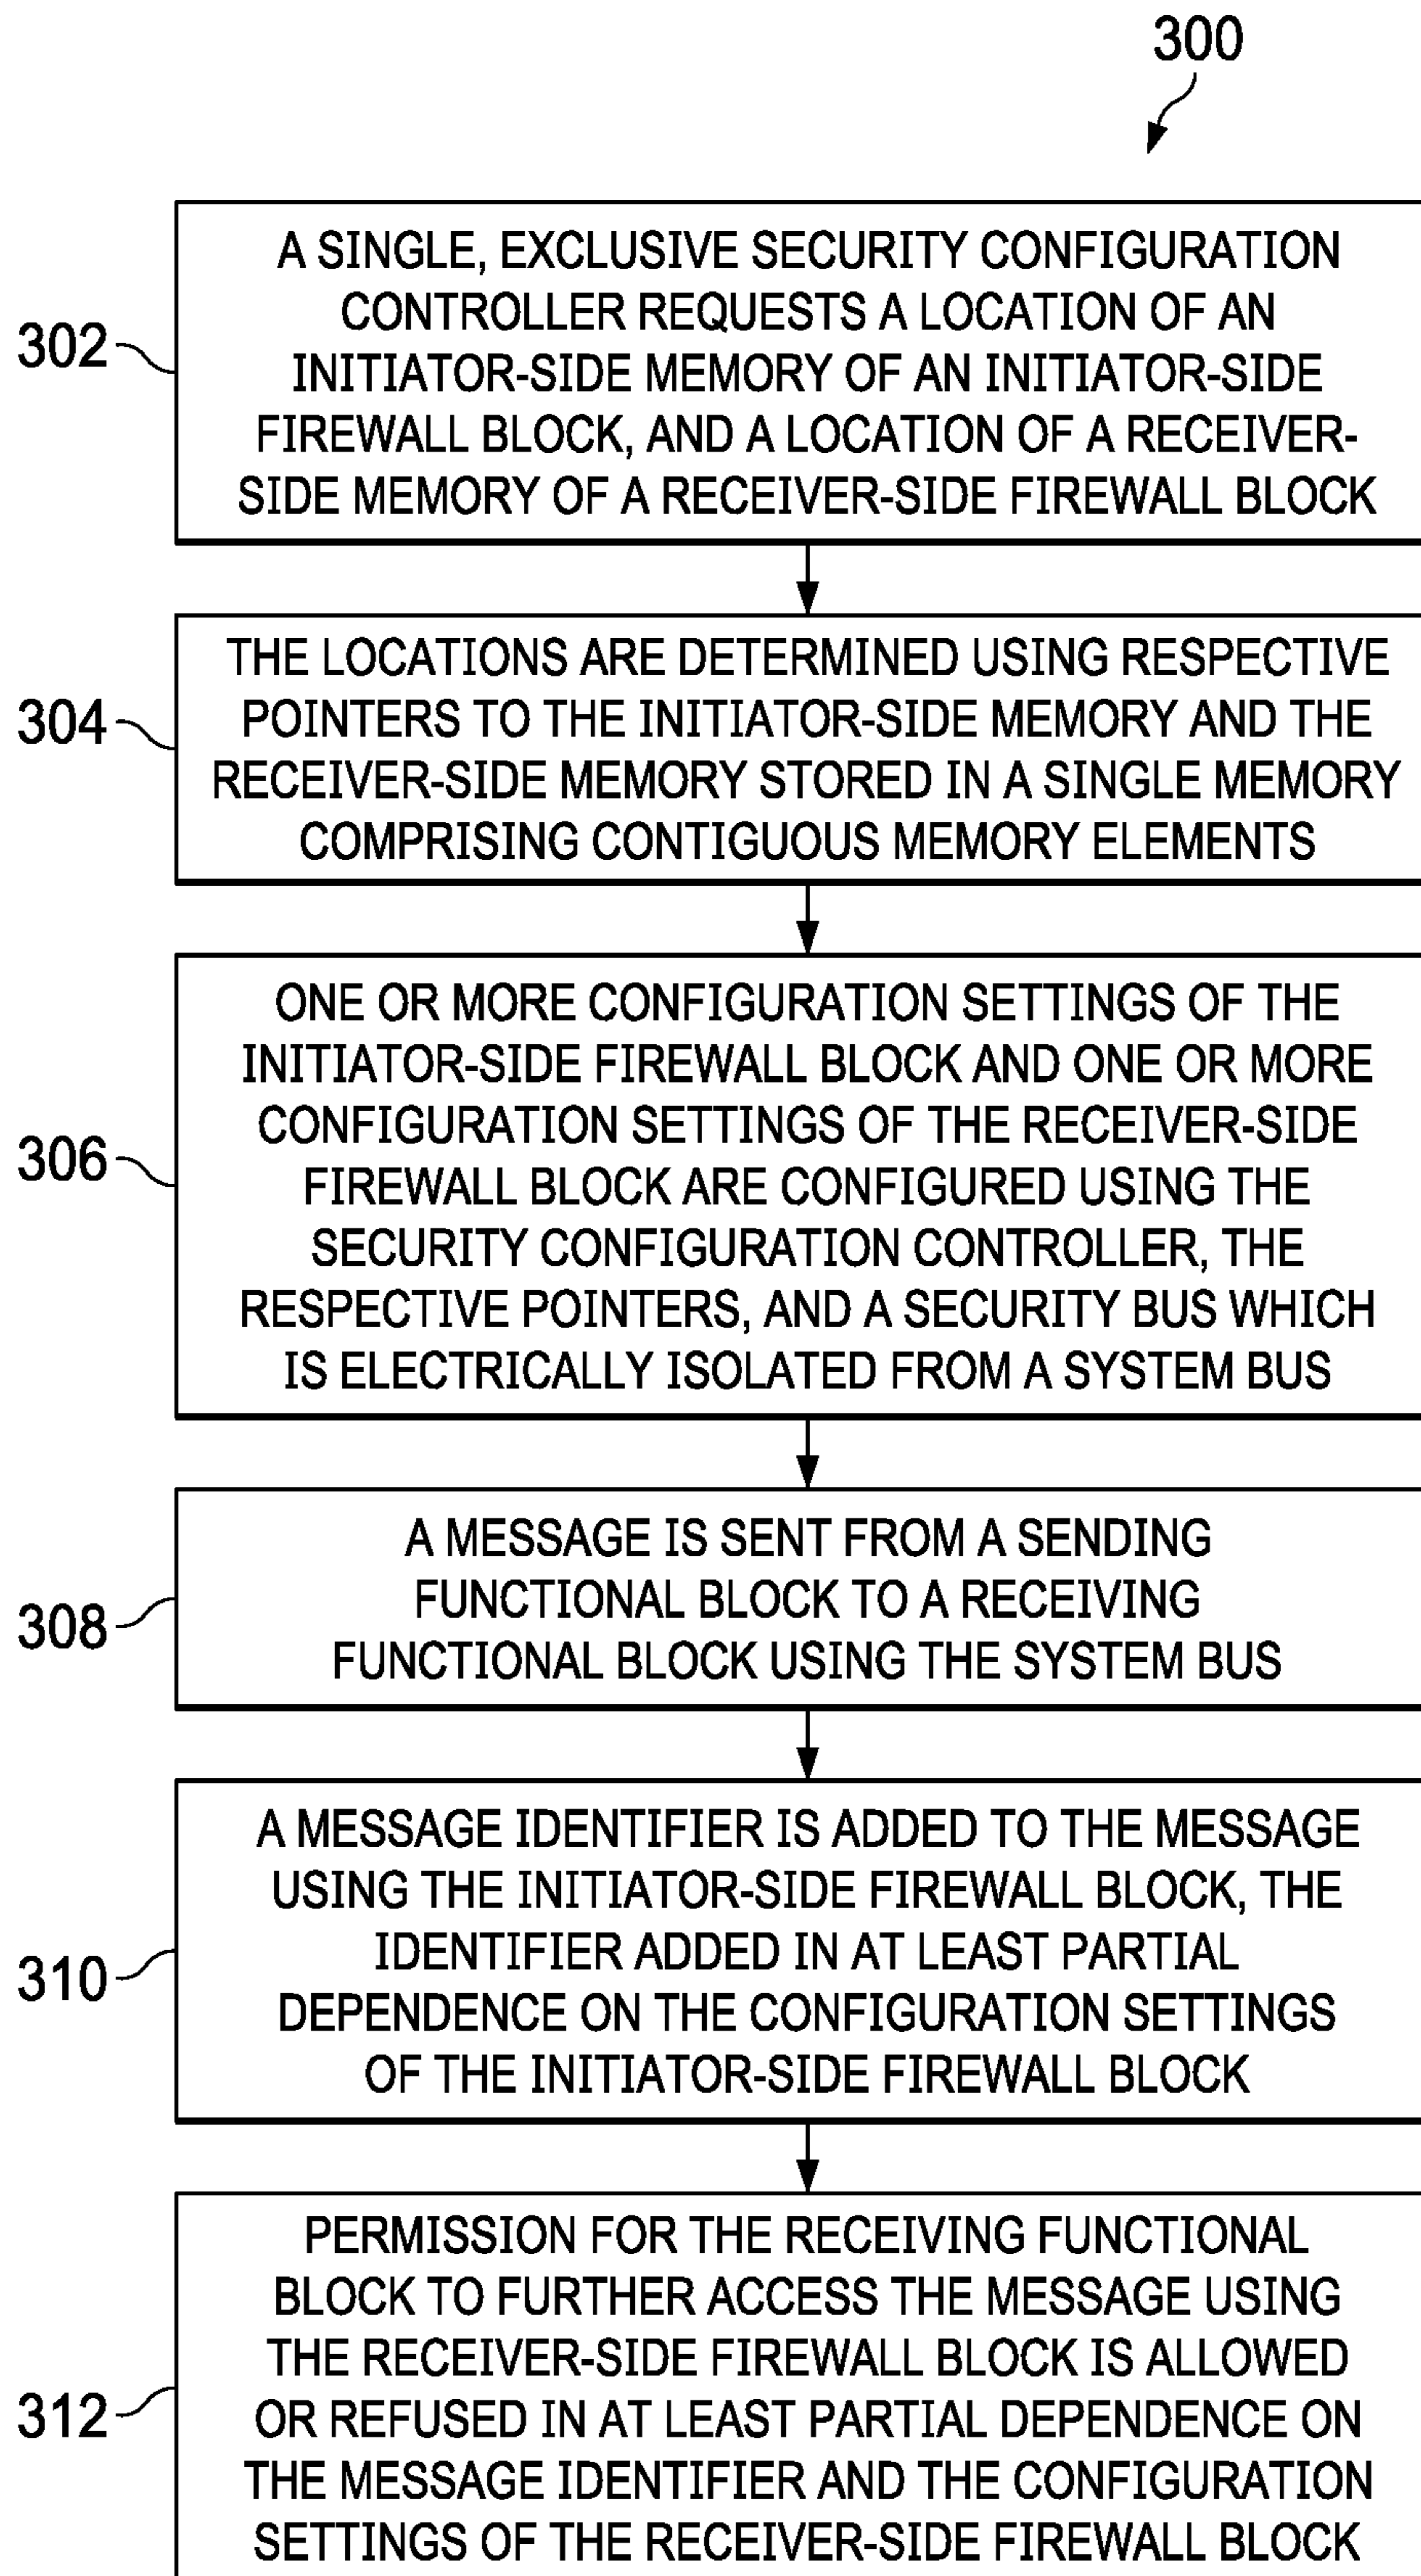 300
302
A SINGLE, EXCLUSIVE SECURITY CONFIGURATION
CONTROLLER REQUESTS A LOCATION OF AN
INITIATOR-SIDE MEMORY OF AN INITIATOR-SIDE
FIREWALL BLOCK, AND A LOCATION OF A RECEIVER-
SIDE MEMORY OF A RECEIVER-SIDE FIREWALL BLOCK
304
THE LOCATIONS ARE DETERMINED USING RESPECTIVE
POINTERS TO THE INITIATOR-SIDE MEMORY AND THE
RECEIVER-SIDE MEMORY STORED IN A SINGLE MEMORY
COMPRISING CONTIGUOUS MEMORY ELEMENTS
306
ONE OR MORE CONFIGURATION SETTINGS OF THE
INITIATOR-SIDE FIREWALL BLOCK AND ONE OR MORE
CONFIGURATION SETTINGS OF THE RECEIVER-SIDE
FIREWALL BLOCK ARE CONFIGURED USING THE
SECURITY CONFIGURATION CONTROLLER, THE
RESPECTIVE POINTERS, AND A SECURITY BUS WHICH
IS ELECTRICALLY ISOLATED FROM A SYSTEM BUS
308
A MESSAGE IS SENT FROM A SENDING
FUNCTIONAL BLOCK TO A RECEIVING
FUNCTIONAL BLOCK USING THE SYSTEM BUS
310
A MESSAGE IDENTIFIER IS ADDED TO THE MESSAGE
USING THE INITIATOR-SIDE FIREWALL BLOCK, THE
IDENTIFIER ADDED IN AT LEAST PARTIAL
DEPENDENCE ON THE CONFIGURATION SETTINGS
OF THE INITIATOR-SIDE FIREWALL BLOCK
312
PERMISSION FOR THE RECEIVING FUNCTIONAL
BLOCK TO FURTHER ACCESS THE MESSAGE USING
THE RECEIVER-SIDE FIREWALL BLOCK IS ALLOWED
OR REFUSED IN AT LEAST PARTIAL DEPENDENCE ON
THE MESSAGE IDENTIFIER AND THE CONFIGURATION
SETTINGS OF THE RECEIVER-SIDE FIREWALL BLOCK